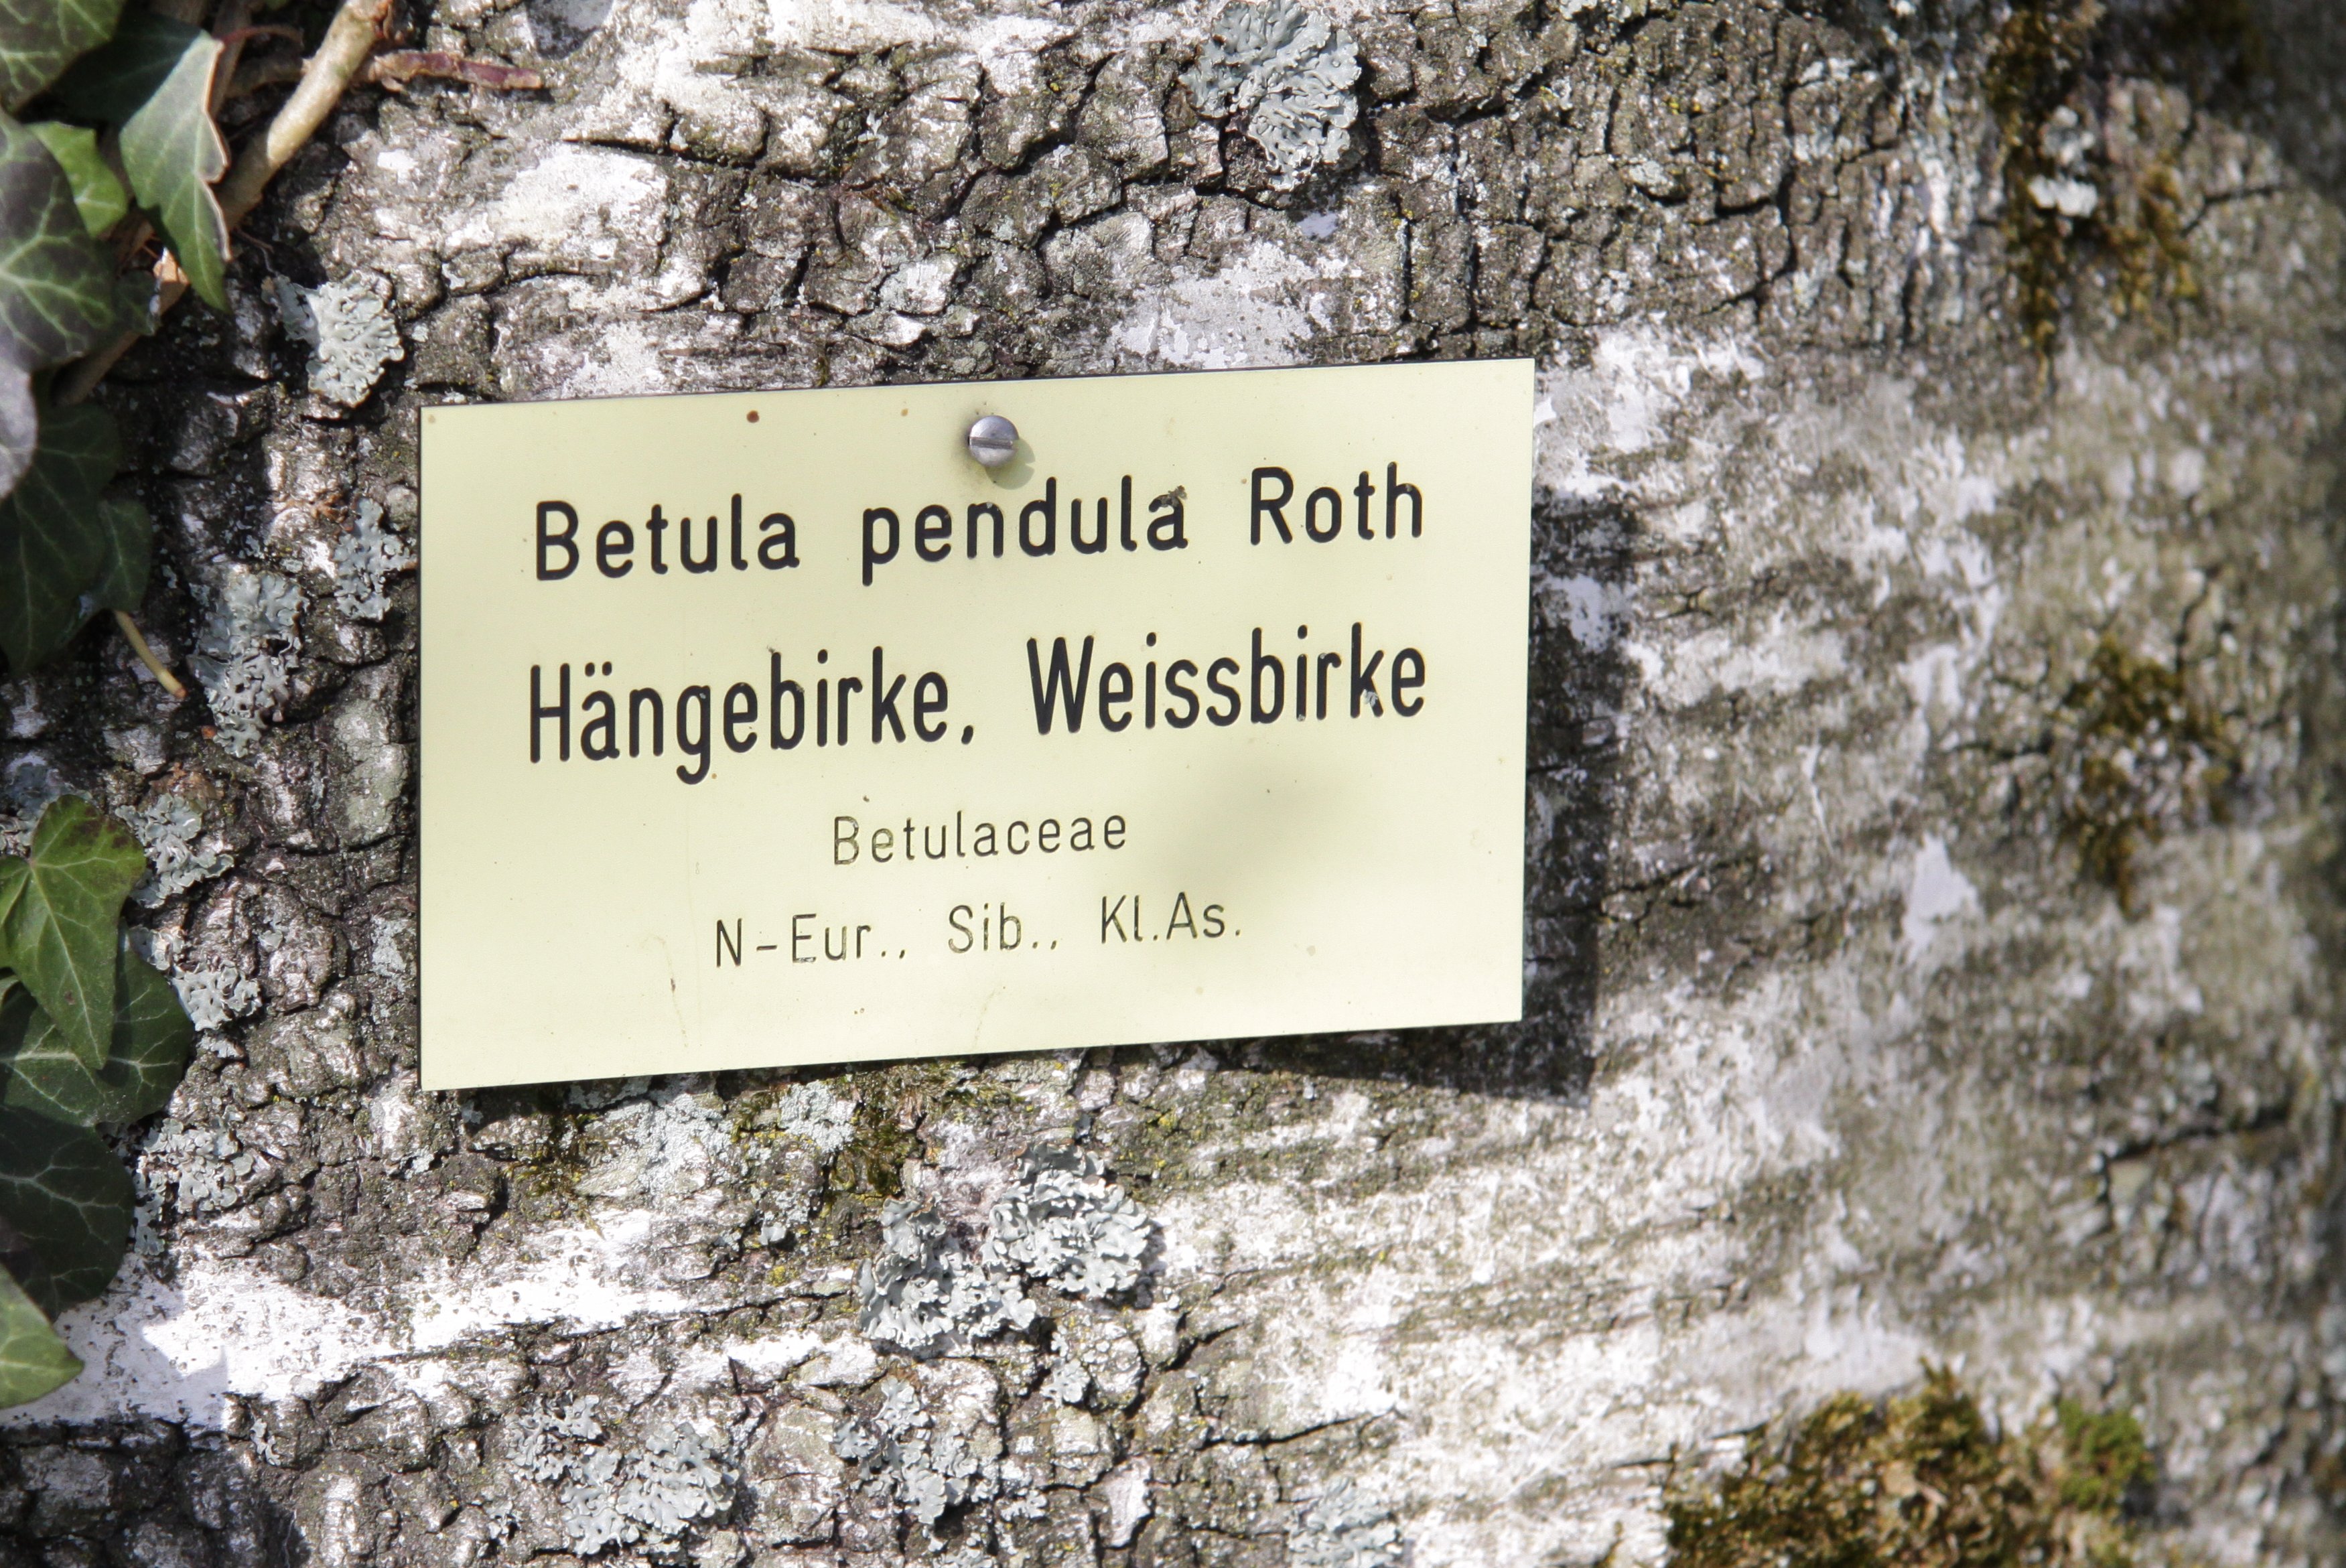 Betula pendula Roth
Hängebirke, Weissbirke
Betulaceae
N-Eur., Sib., Kl.As.